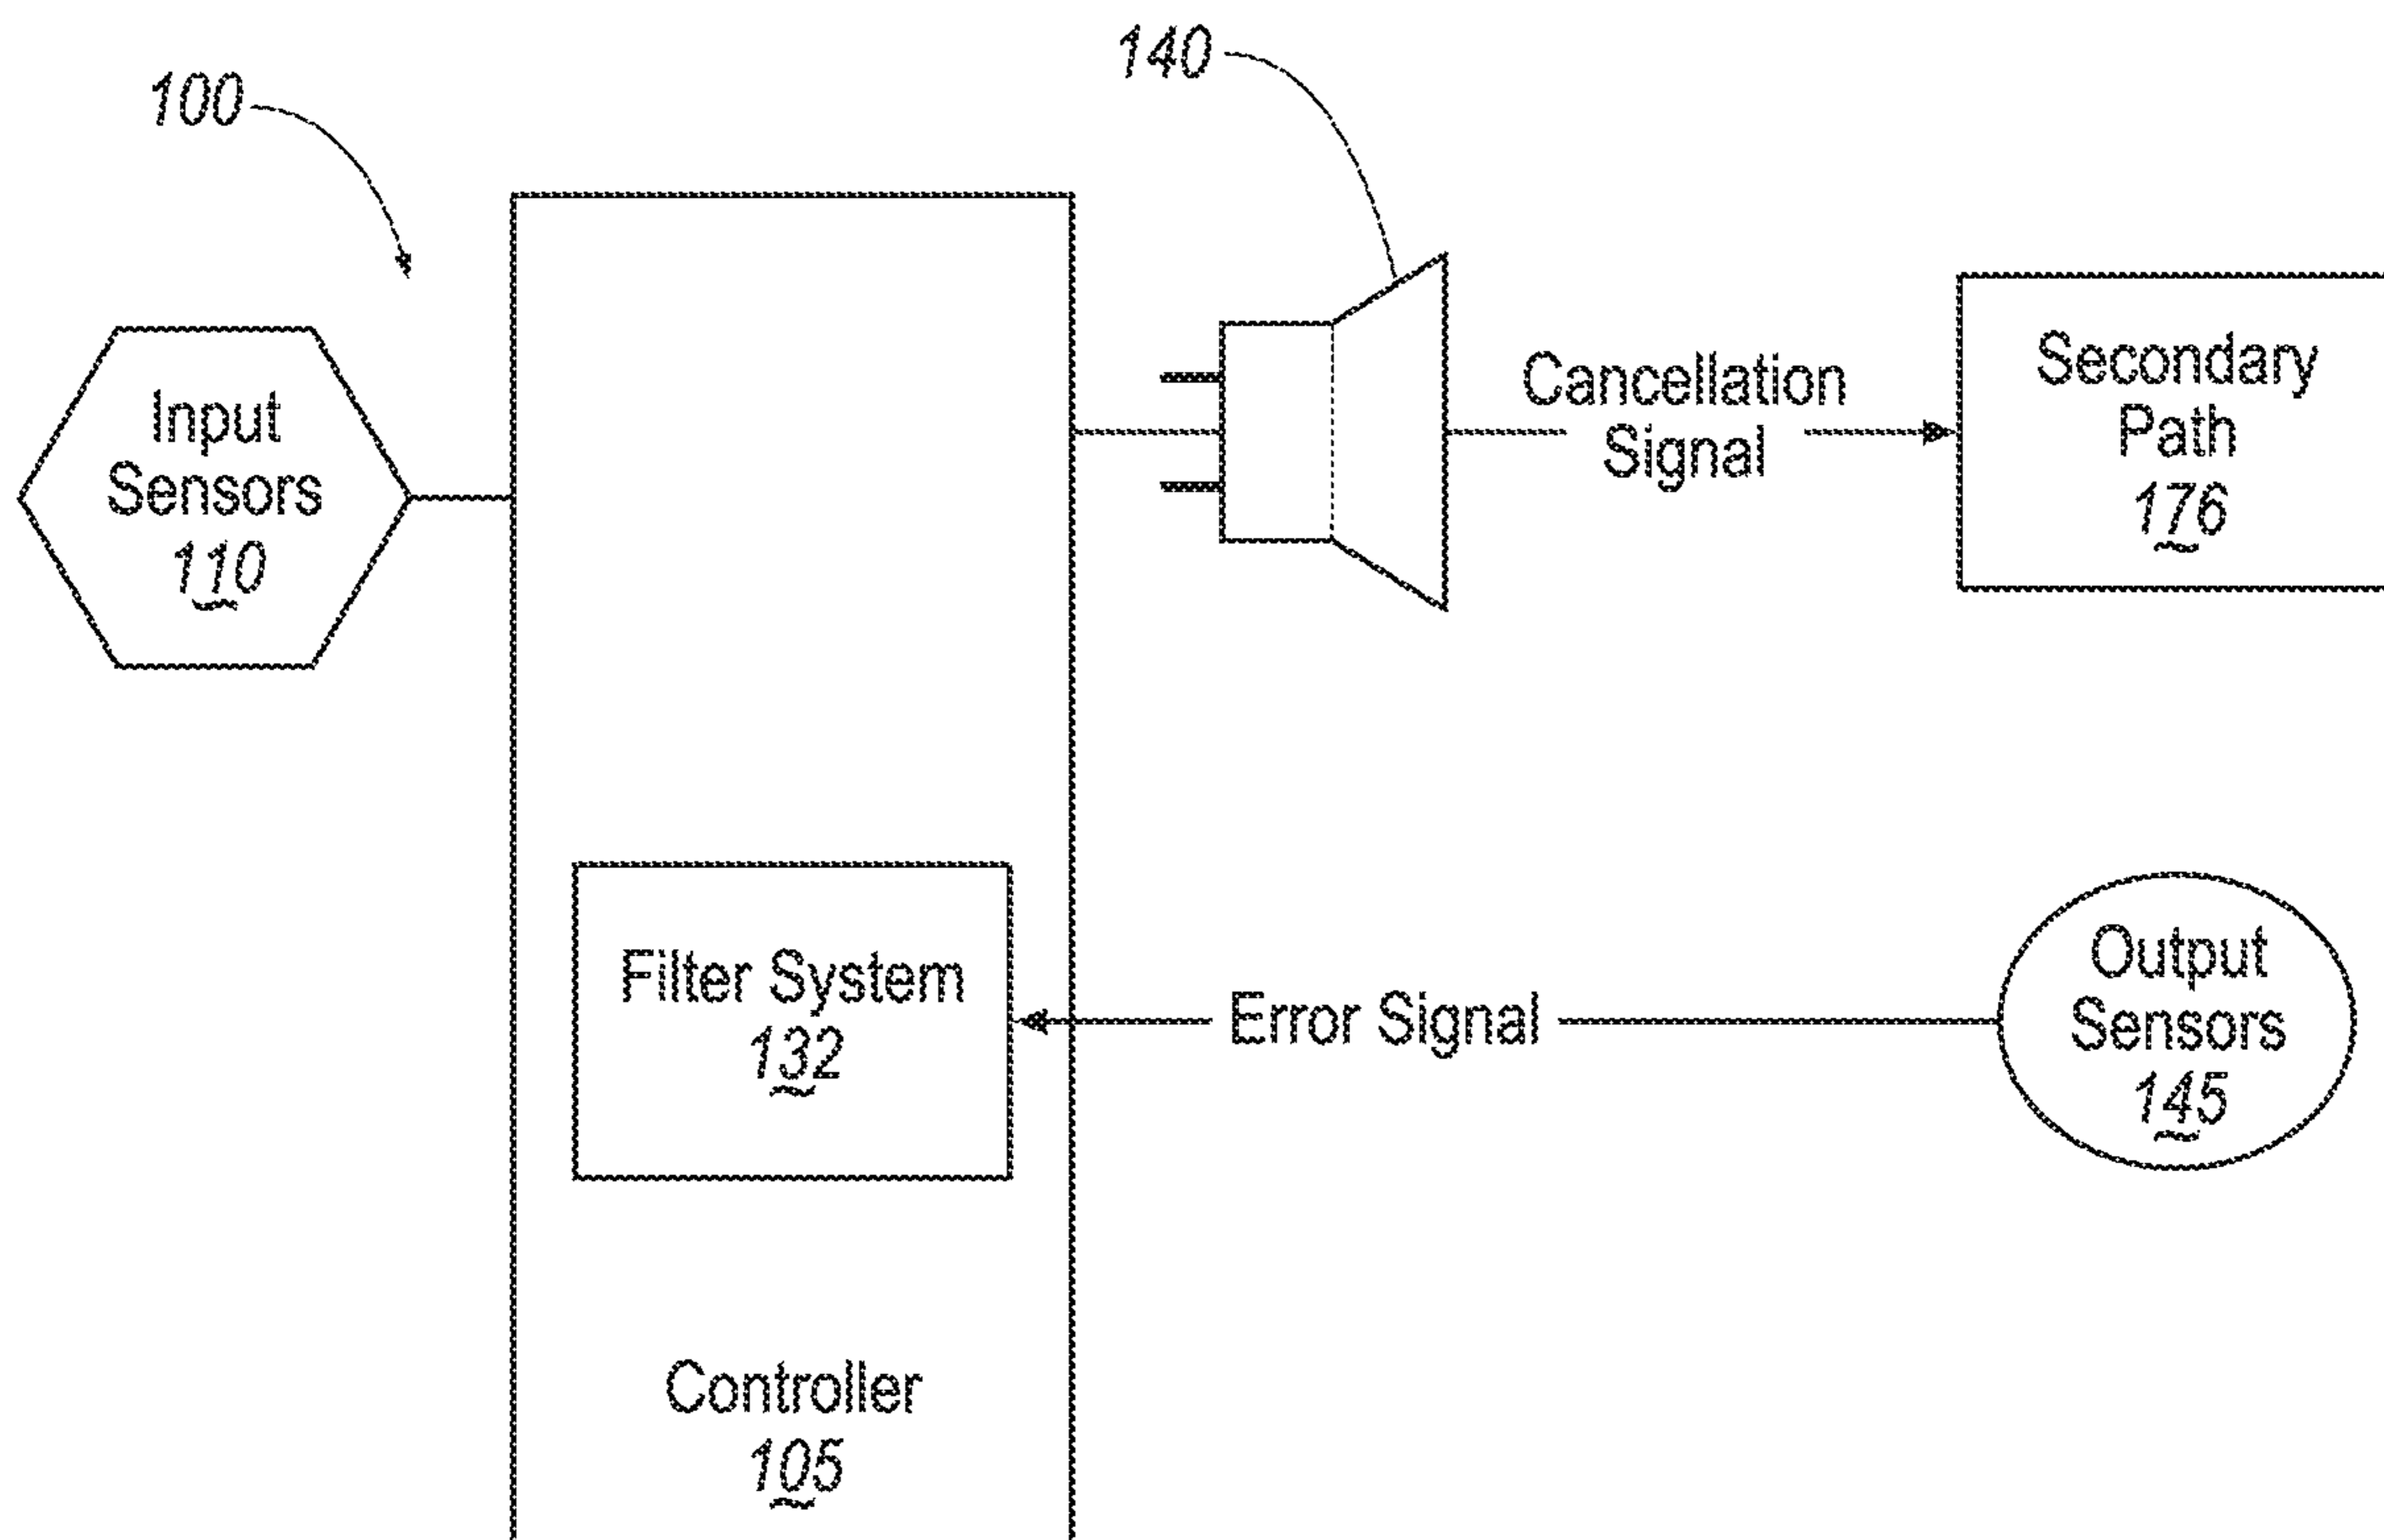 100
140
Input
Sensors
110
Cancellation
Signal
Secondary
Path
176
Filter System
132
Error Signal
Output
Sensors
145
Controller
105